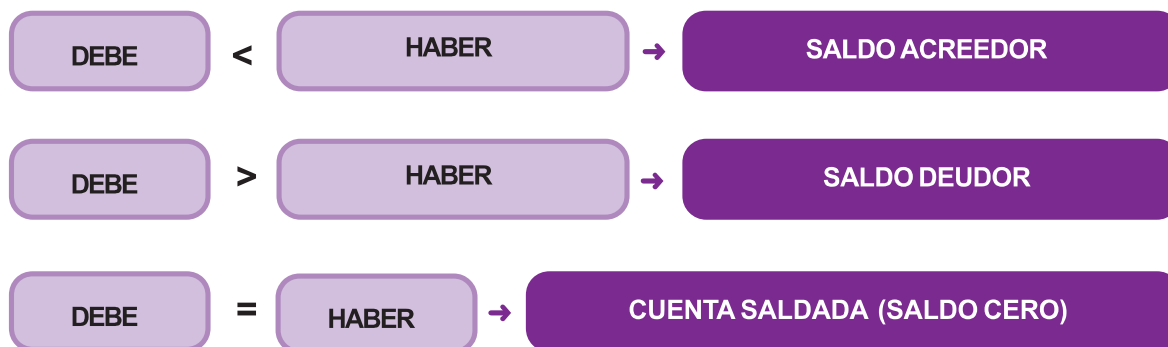 DEBE < HABER → SALDO ACREEDOR
DEBE > HABER → SALDO DEUDOR
DEBE = HABER → CUENTA SALDADA (SALDO CERO)